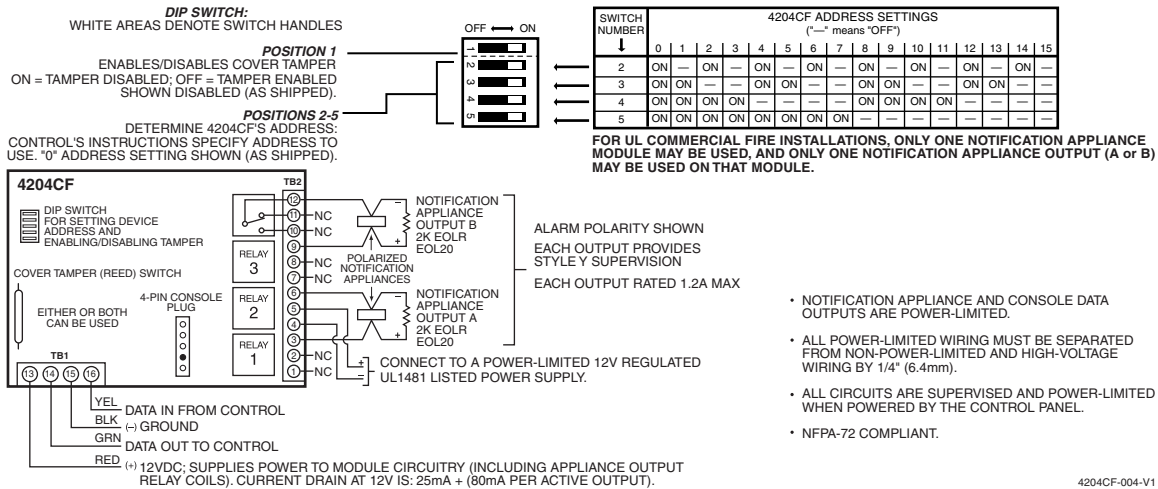 DIP SWITCH:
WHITE AREAS DENOTE SWITCH HANDLES
POSITION 1
ENABLES/DISABLES COVER TAMPER
ON = TAMPER DISABLED; OFF = TAMPER ENABLED
SHOWN DISABLED (AS SHIPPED).
POSITIONS 2-5
DETERMINE 4204CF'S ADDRESS:
CONTROL'S INSTRUCTIONS SPECIFY ADDRESS TO
USE. "0" ADDRESS SETTING SHOWN (AS SHIPPED).
OFF ON
1
2
3
4
5
SWITCH NUMBER
4204CF ADDRESS SETTINGS
("—" means "OFF")
0 1 2 3 4 5 6 7 8 9 10 11 12 13 14 15
2 ON — ON — ON — ON — ON — ON — ON — ON —
3 ON ON — — ON ON — — ON ON — — ON ON — —
4 ON ON ON ON — — — — ON ON ON ON — — — —
5 ON ON ON ON ON ON ON ON — — — — — — — —
FOR UL COMMERCIAL FIRE INSTALLATIONS, ONLY ONE NOTIFICATION APPLIANCE
MODULE MAY BE USED, AND ONLY ONE NOTIFICATION APPLIANCE OUTPUT (A or B)
MAY BE USED ON THAT MODULE.
4204CF
TB2
DIP SWITCH
FOR SETTING DEVICE
ADDRESS AND
ENABLING/DISABLING TAMPER
COVER TAMPER (REED) SWITCH
EITHER OR BOTH
CAN BE USED
4-PIN CONSOLE
PLUG
RELAY
3
RELAY
2
RELAY
1
12
11 NC
10 NC
9
8 NC
7 NC
6
5
4
3
2 NC
1 NC
– +
NOTIFICATION
APPLIANCE
OUTPUT B
2K EOLR
EOL20
POLARIZED
NOTIFICATION
APPLIANCES
– +
NOTIFICATION
APPLIANCE
OUTPUT A
2K EOLR
EOL20
ALARM POLARITY SHOWN
EACH OUTPUT PROVIDES
STYLE Y SUPERVISION
EACH OUTPUT RATED 1.2A MAX
+
–
CONNECT TO A POWER-LIMITED 12V REGULATED
UL1481 LISTED POWER SUPPLY.
TB1
13 14 15 16
YEL DATA IN FROM CONTROL
BLK (–) GROUND
GRN DATA OUT TO CONTROL
RED (+) 12VDC; SUPPLIES POWER TO MODULE CIRCUITRY (INCLUDING APPLIANCE OUTPUT
RELAY COILS). CURRENT DRAIN AT 12V IS: 25mA + (80mA PER ACTIVE OUTPUT).
• NOTIFICATION APPLIANCE AND CONSOLE DATA
OUTPUTS ARE POWER-LIMITED.
• ALL POWER-LIMITED WIRING MUST BE SEPARATED
FROM NON-POWER-LIMITED AND HIGH-VOLTAGE
WIRING BY 1/4" (6.4mm).
• ALL CIRCUITS ARE SUPERVISED AND POWER-LIMITED
WHEN POWERED BY THE CONTROL PANEL.
• NFPA-72 COMPLIANT.
4204CF-004-V1